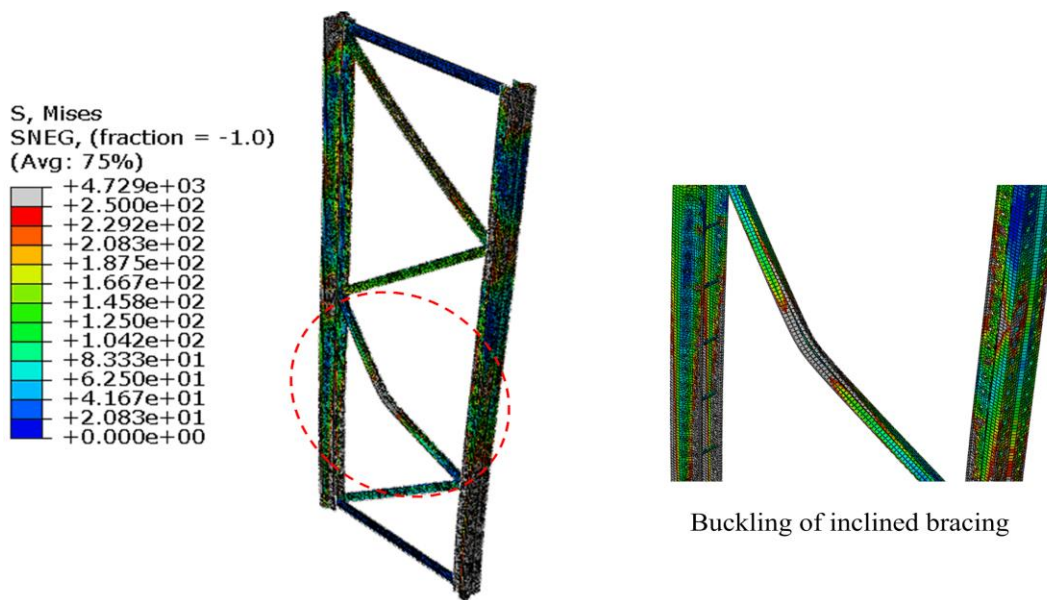 S, Mises
SNEG, (fraction = -1.0)
(Avg: 75%)
+4.729e+03
+2.500e+02
+2.292e+02
+2.083e+02
+1.875e+02
+1.667e+02
+1.458e+02
+1.250e+02
+1.042e+02
+8.333e+01
+6.250e+01
+4.167e+01
+2.083e+01
+0.000e+00
Buckling of inclined bracing